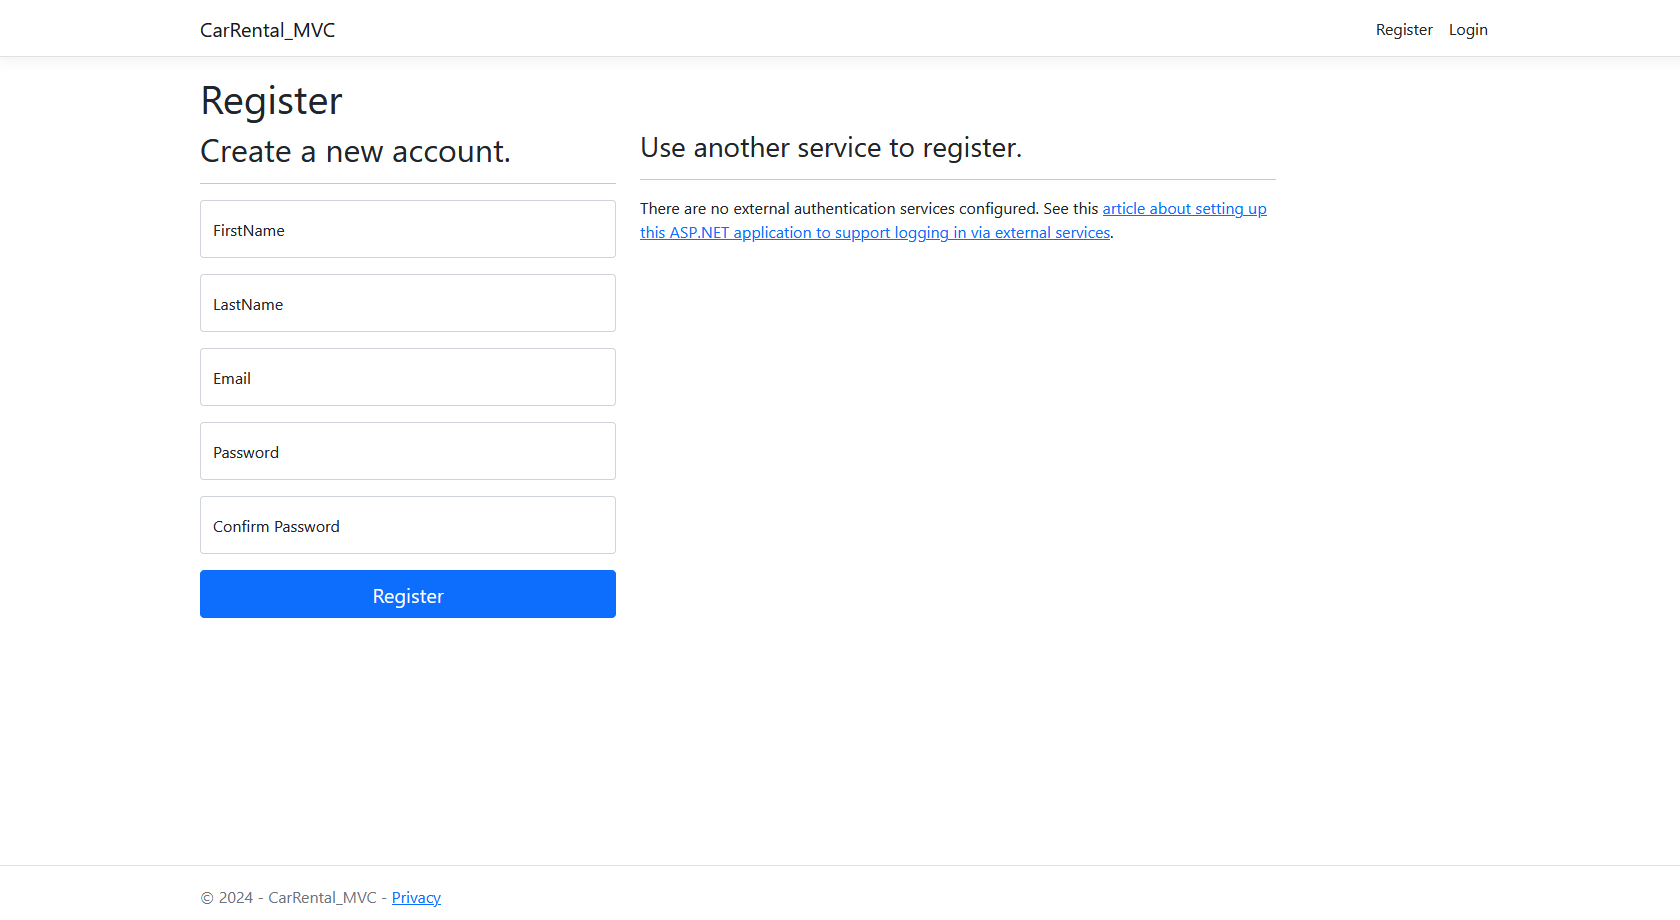 CarRental_MVC
Register
Login
Register
Create a new account.
FirstName
LastName
Email
Password
Confirm Password
Register
Use another service to register.
There are no external authentication services configured. See this article about setting up
this ASP.NET application to support logging in via external services.
© 2024 - CarRental_MVC - Privacy